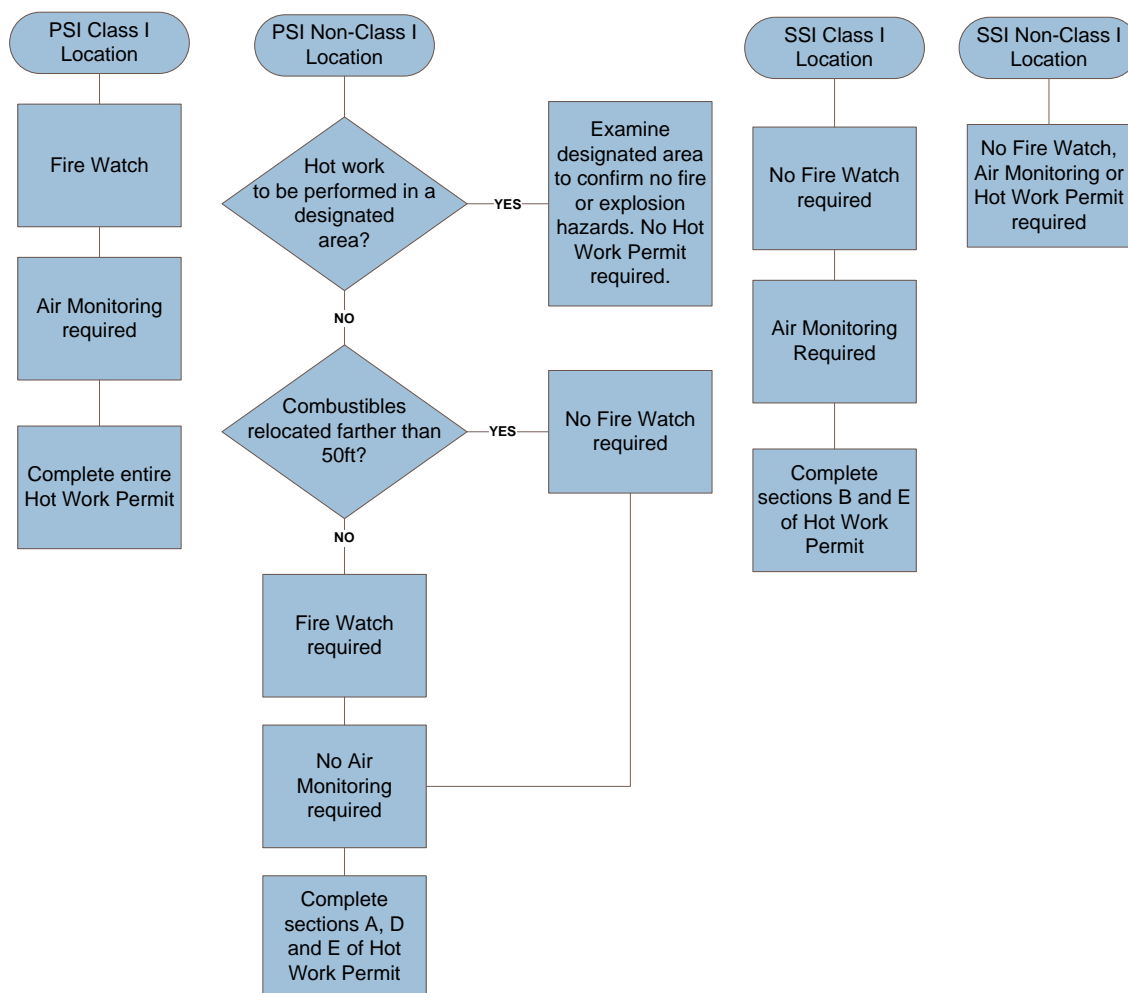 PSI Class I
Location
Fire Watch
Air Monitoring
required
Complete entire
Hot Work Permit
PSI Non-Class I
Location
Hot work
to be performed in a
designated
area?
YES
Examine
designated area
to confirm no fire
or explosion
hazards. No Hot
Work Permit
required.
NO
Combustibles
relocated farther than
50ft?
YES
No Fire Watch
required
NO
Fire Watch
required
No Air
Monitoring
required
Complete
sections A, D
and E of Hot
Work Permit
SSI Class I
Location
No Fire Watch
required
Air Monitoring
Required
Complete
sections B and E
of Hot Work
Permit
SSI Non-Class I
Location
No Fire Watch,
Air Monitoring or
Hot Work Permit
required